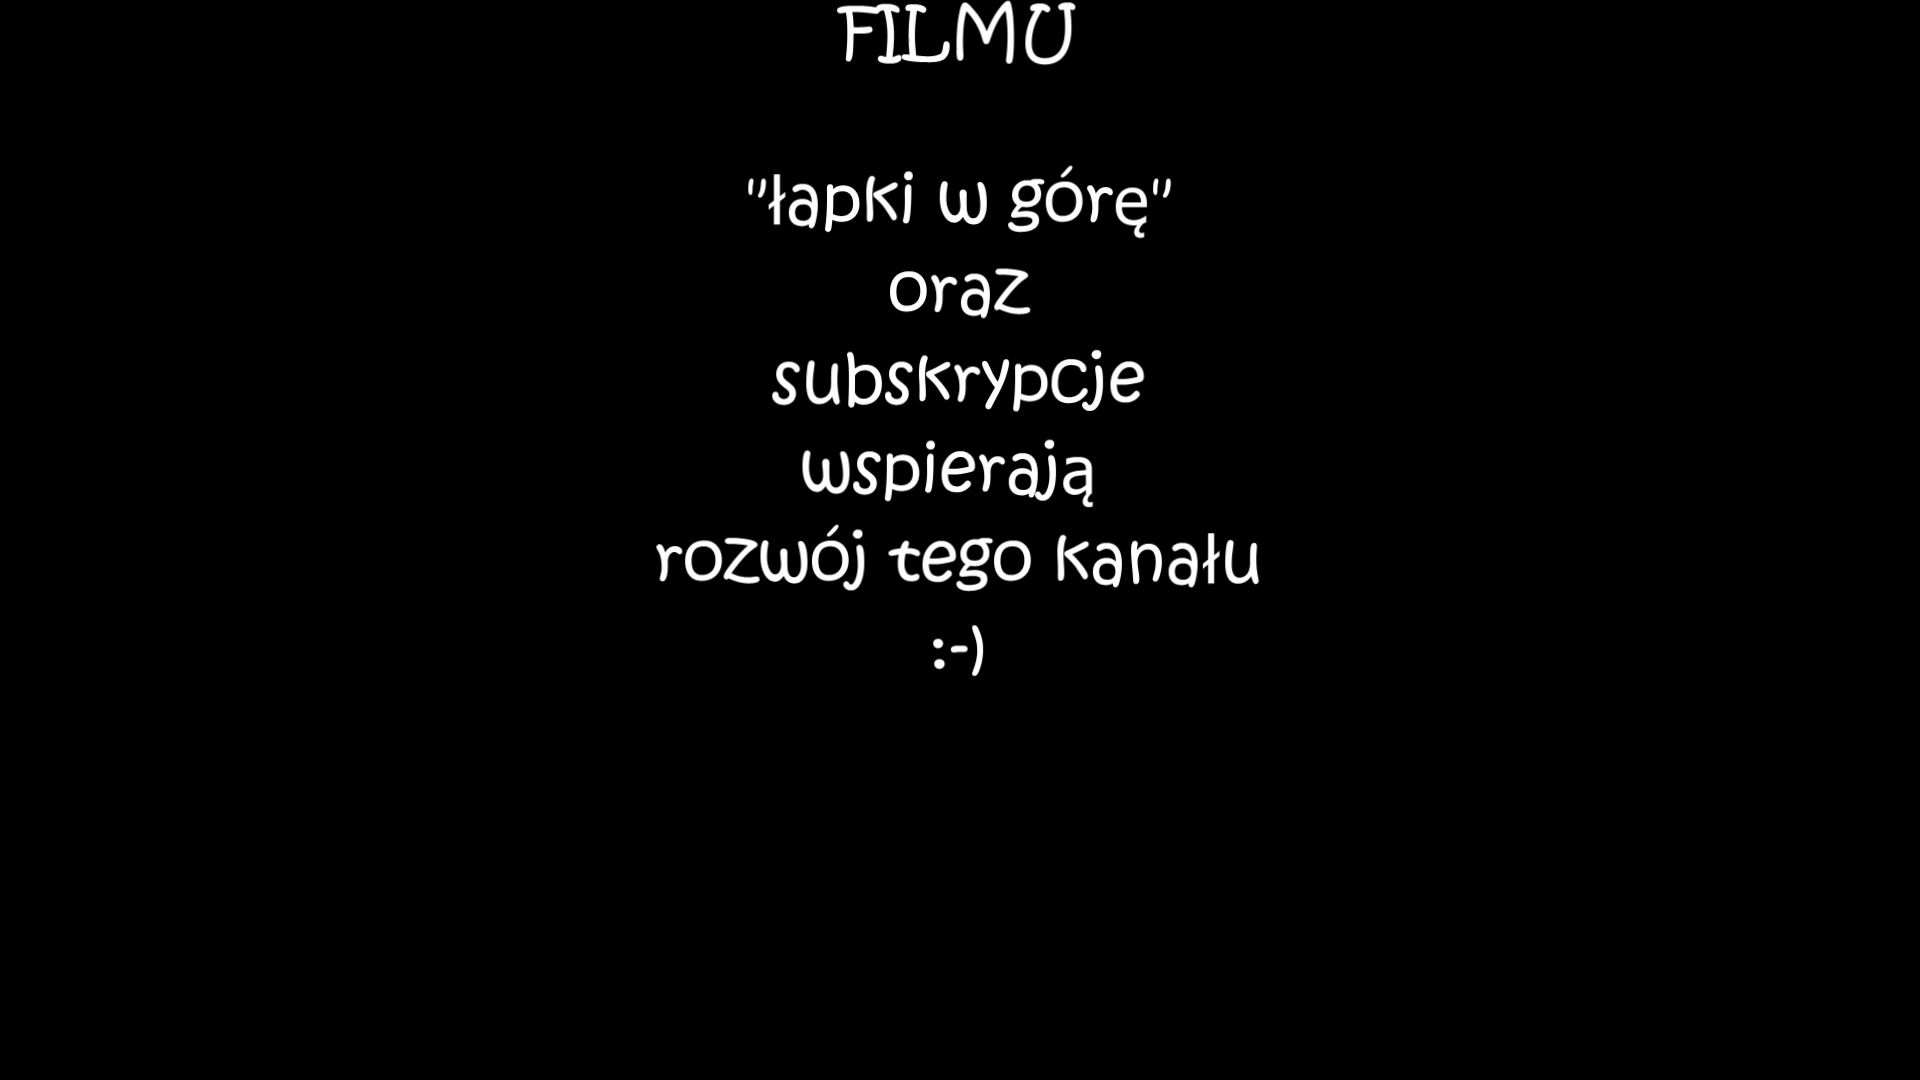 FILMU
"łapki w górę"
oraz
subskrypcje
wspierają
rozwój tego kanału
:-)